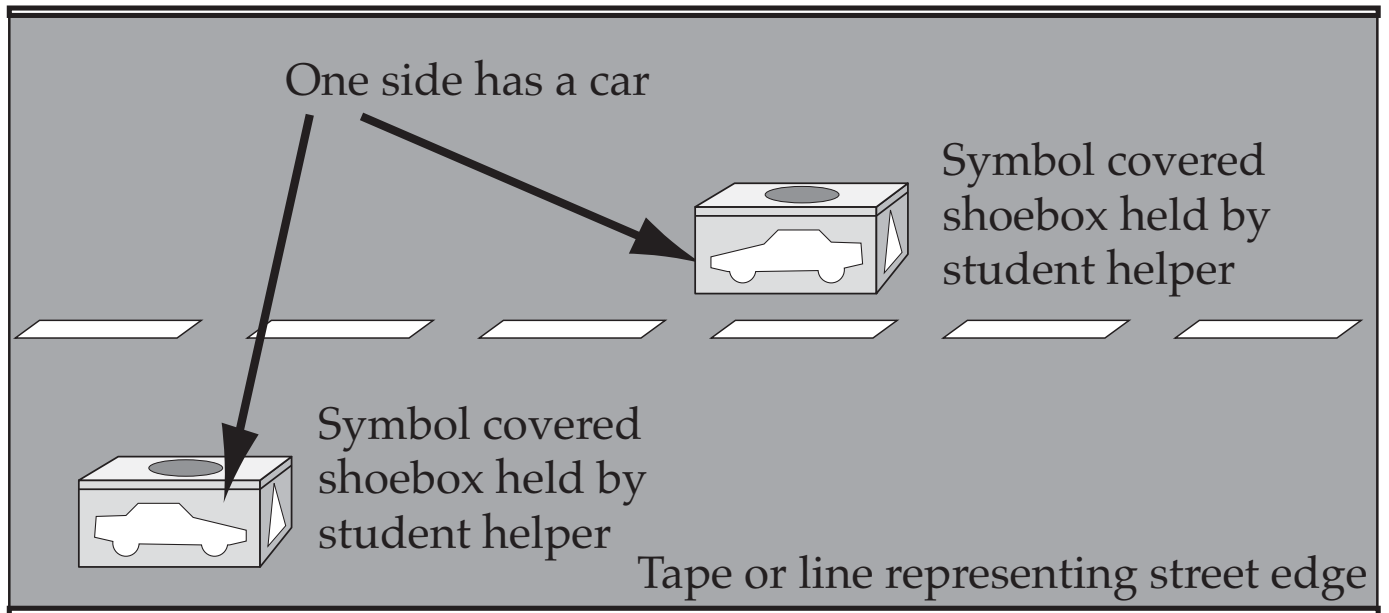 One side has a car
Symbol covered
shoebox held by
student helper
Symbol covered
shoebox held by
student helper
Tape or line representing street edge